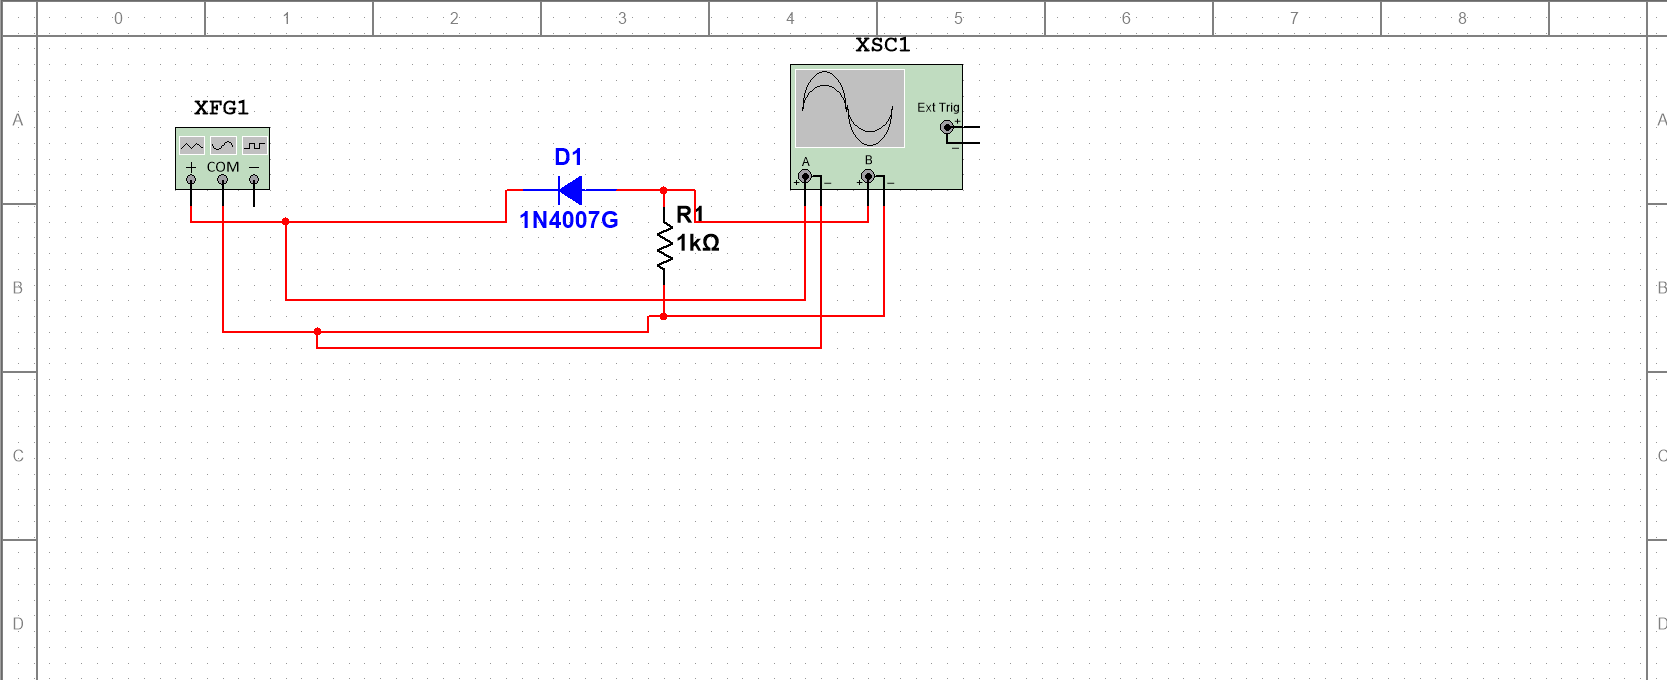 0 1 2 3 4 5 6 7 8
XSC1
XFG1
Ext Trig
+
−
A
A
+ COM −
D1
A B
+ − + −
1N4007G
R1
1kΩ
B
B
C
C
D
D